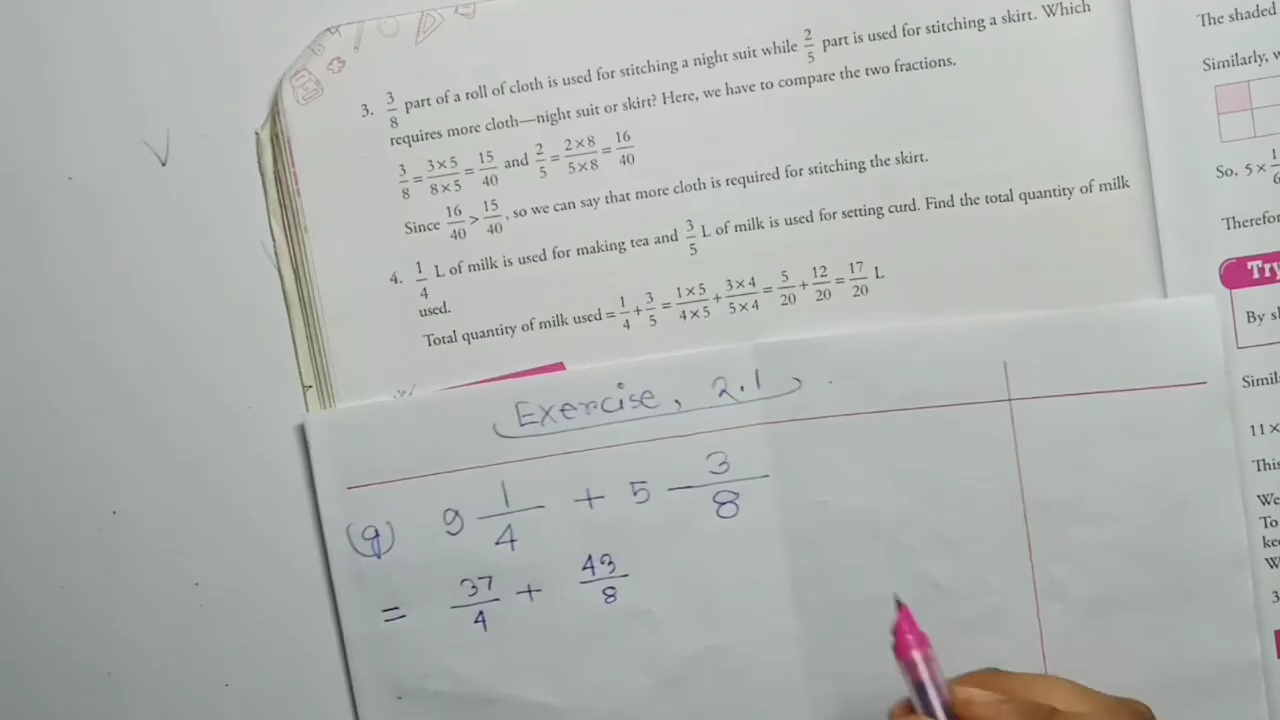 3. 3/8 part of a roll of cloth is used for stitching a night suit while 2/5 part is used for stitching a skirt. Which
requires more cloth—night suit or skirt? Here, we have to compare the two fractions.
3/8 = 3×5/8×5 = 15/40 and 2/5 = 2×8/5×8 = 16/40
Since 16/40 > 15/40, so we can say that more cloth is required for stitching the skirt.
4. 1/4 L of milk is used for making tea and 3/5 L of milk is used for setting curd. Find the total quantity of milk
used.
Total quantity of milk used = 1/4 + 3/5 = 1×5/4×5 + 3×4/5×4 = 5/20 + 12/20 = 17/20 L
Exercise, 2.1
(g) 9 1/4 + 5 3/8
= 37/4 + 43/8
The shaded
Similarly,
So, 5×
Try
By
11×
This
We
To
3